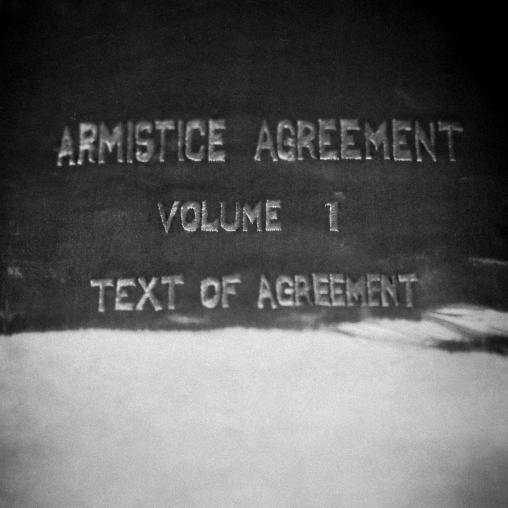 ARMISTICE AGREEMENT
VOLUME 1
TEXT OF AGREEMENT